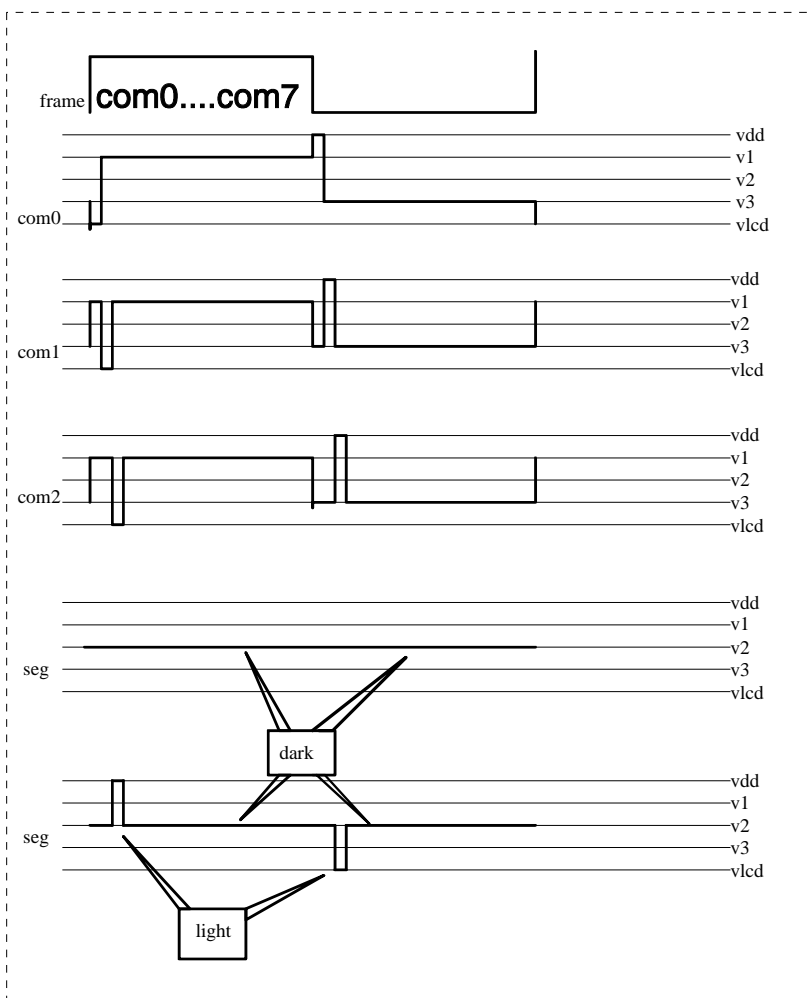 frame com0....com7
vdd
v1
v2
v3
com0 vlcd
vdd
v1
v2
v3
com1
vlcd
vdd
v1
v2
com2 v3
vlcd
vdd
v1
v2
seg v3
vlcd
dark
vdd
v1
v2
seg
v3
vlcd
light